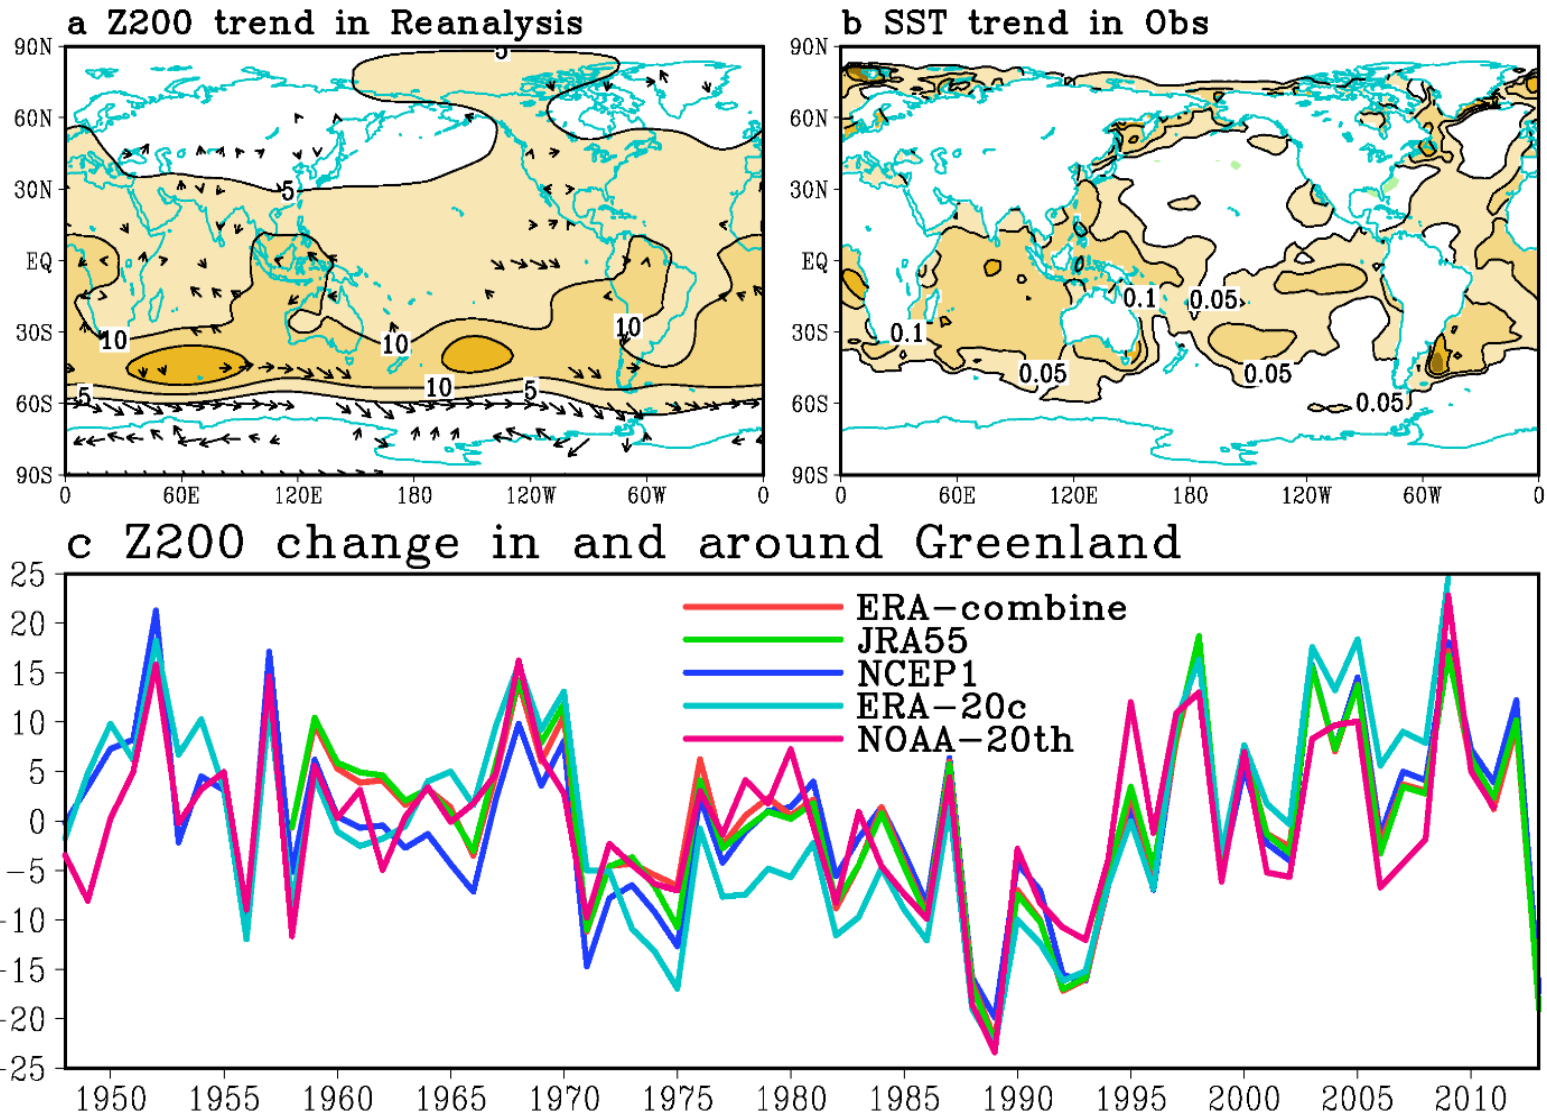 a Z200 trend in Reanalysis
b SST trend in Obs
90N
60N
30N
EQ
30S
60S
90S
0
60E
120E
180
120W
60W
0
5
5
10
10
10
10
5
5
90N
60N
30N
EQ
30S
60S
90S
0
60E
120E
180
120W
60W
0
0.1
0.05
0.1
0.05
0.05
0.05
c Z200 change in and around Greenland
25
20
15
10
5
0
-5
-10
-15
-20
-25
ERA-combine
JRA55
NCEP1
ERA-20c
NOAA-20th
1950
1955
1960
1965
1970
1975
1980
1985
1990
1995
2000
2005
2010